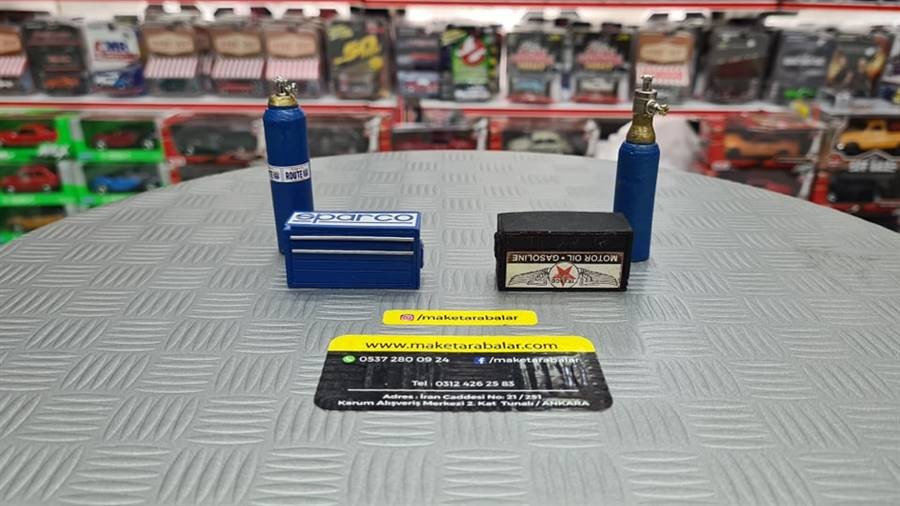 ROUTE 66
sparco
MOTOR OIL • GASOLINE
/maketarabalar
www.maketarabalar.com
0537 280 09 24
/maketarabalar
Tel : 0312 426 25 83
Adres : İran Caddesi No: 21 / 251
Karum Alışveriş Merkezi 2. Kat Tunalı / ANKARA